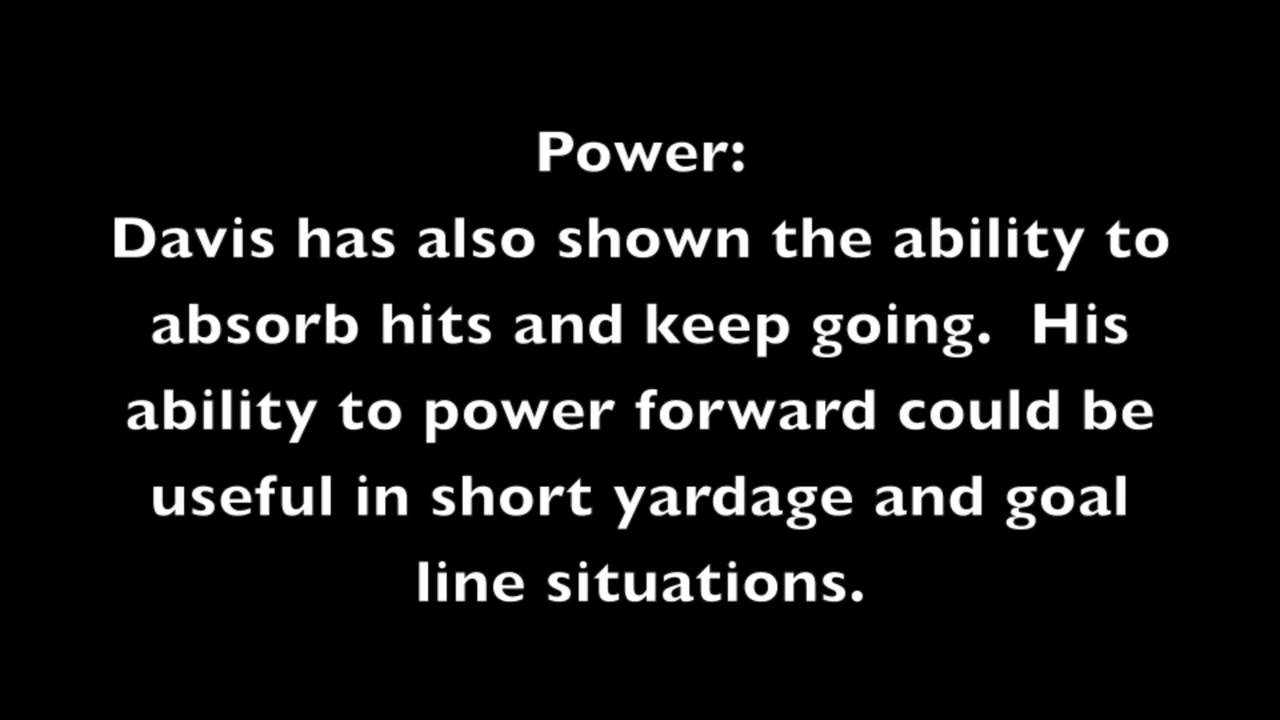 Power:
Davis has also shown the ability to
absorb hits and keep going.  His
ability to power forward could be
useful in short yardage and goal
line situations.